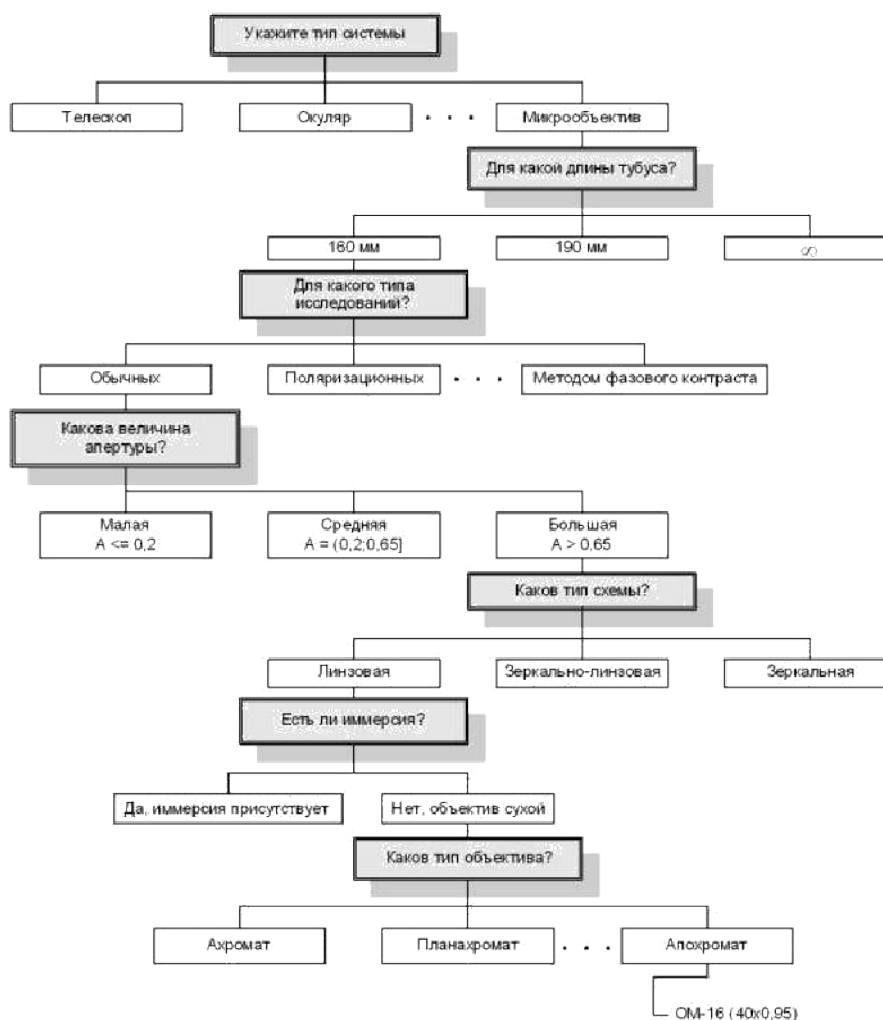 Укажите тип системы
Телескоп
Окуляр
. . .
Микрообъектив
Для какой длины тубуса?
160 мм
190 мм
∞
Для какого типа
исследований?
Обычных
Поляризационных
. . .
Методом фазового контраста
Какова величина
апертуры?
Малая
A <= 0,2
Средняя
A = (0,2;0,65]
Большая
A > 0,65
Каков тип схемы?
Линзовая
Зеркально-линзовая
Зеркальная
Есть ли иммерсия?
Да, иммерсия присутствует
Нет, объектив сухой
Каков тип объектива?
Ахромат
Планахромат
. . .
Апохромат
ОМ-16 (40x0,95)